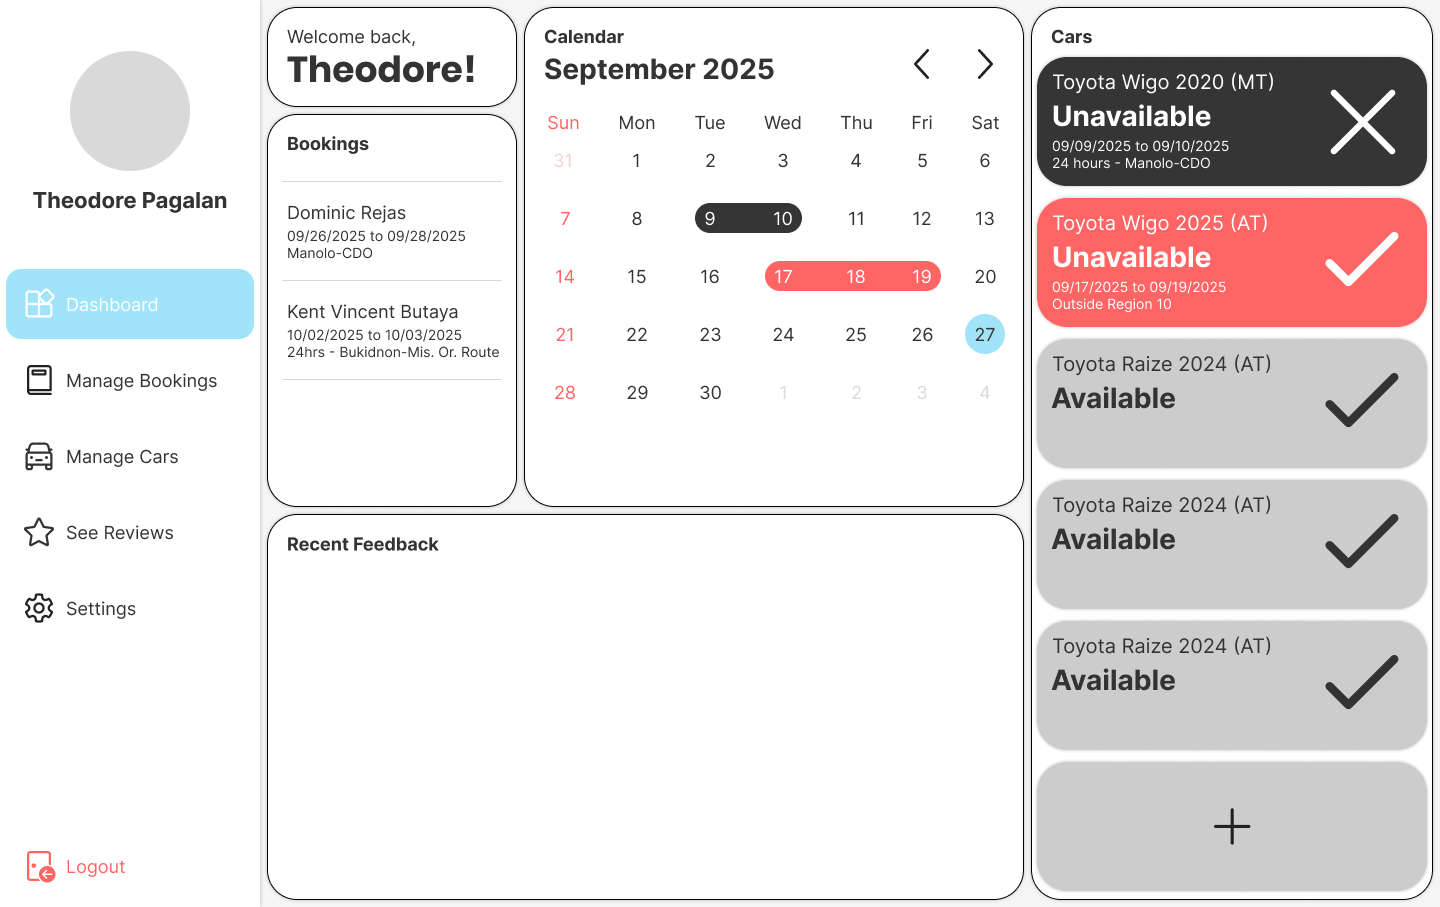 Theodore Pagalan
Dashboard
Manage Bookings
Manage Cars
See Reviews
Settings
Logout
Welcome back,
Theodore!
Bookings
Dominic Rejas
09/26/2025 to 09/28/2025
Manolo-CDO
Kent Vincent Butaya
10/02/2025 to 10/03/2025
24hrs - Bukidnon-Mis. Or. Route
Calendar
September 2025
Sun Mon Tue Wed Thu Fri Sat
31 1 2 3 4 5 6
7 8 9 10 11 12 13
14 15 16 17 18 19 20
21 22 23 24 25 26 27
28 29 30 1 2 3 4
Recent Feedback
Cars
Toyota Wigo 2020 (MT)
Unavailable
09/09/2025 to 09/10/2025
24 hours - Manolo-CDO
Toyota Wigo 2025 (AT)
Unavailable
09/17/2025 to 09/19/2025
Outside Region 10
Toyota Raize 2024 (AT)
Available
Toyota Raize 2024 (AT)
Available
Toyota Raize 2024 (AT)
Available